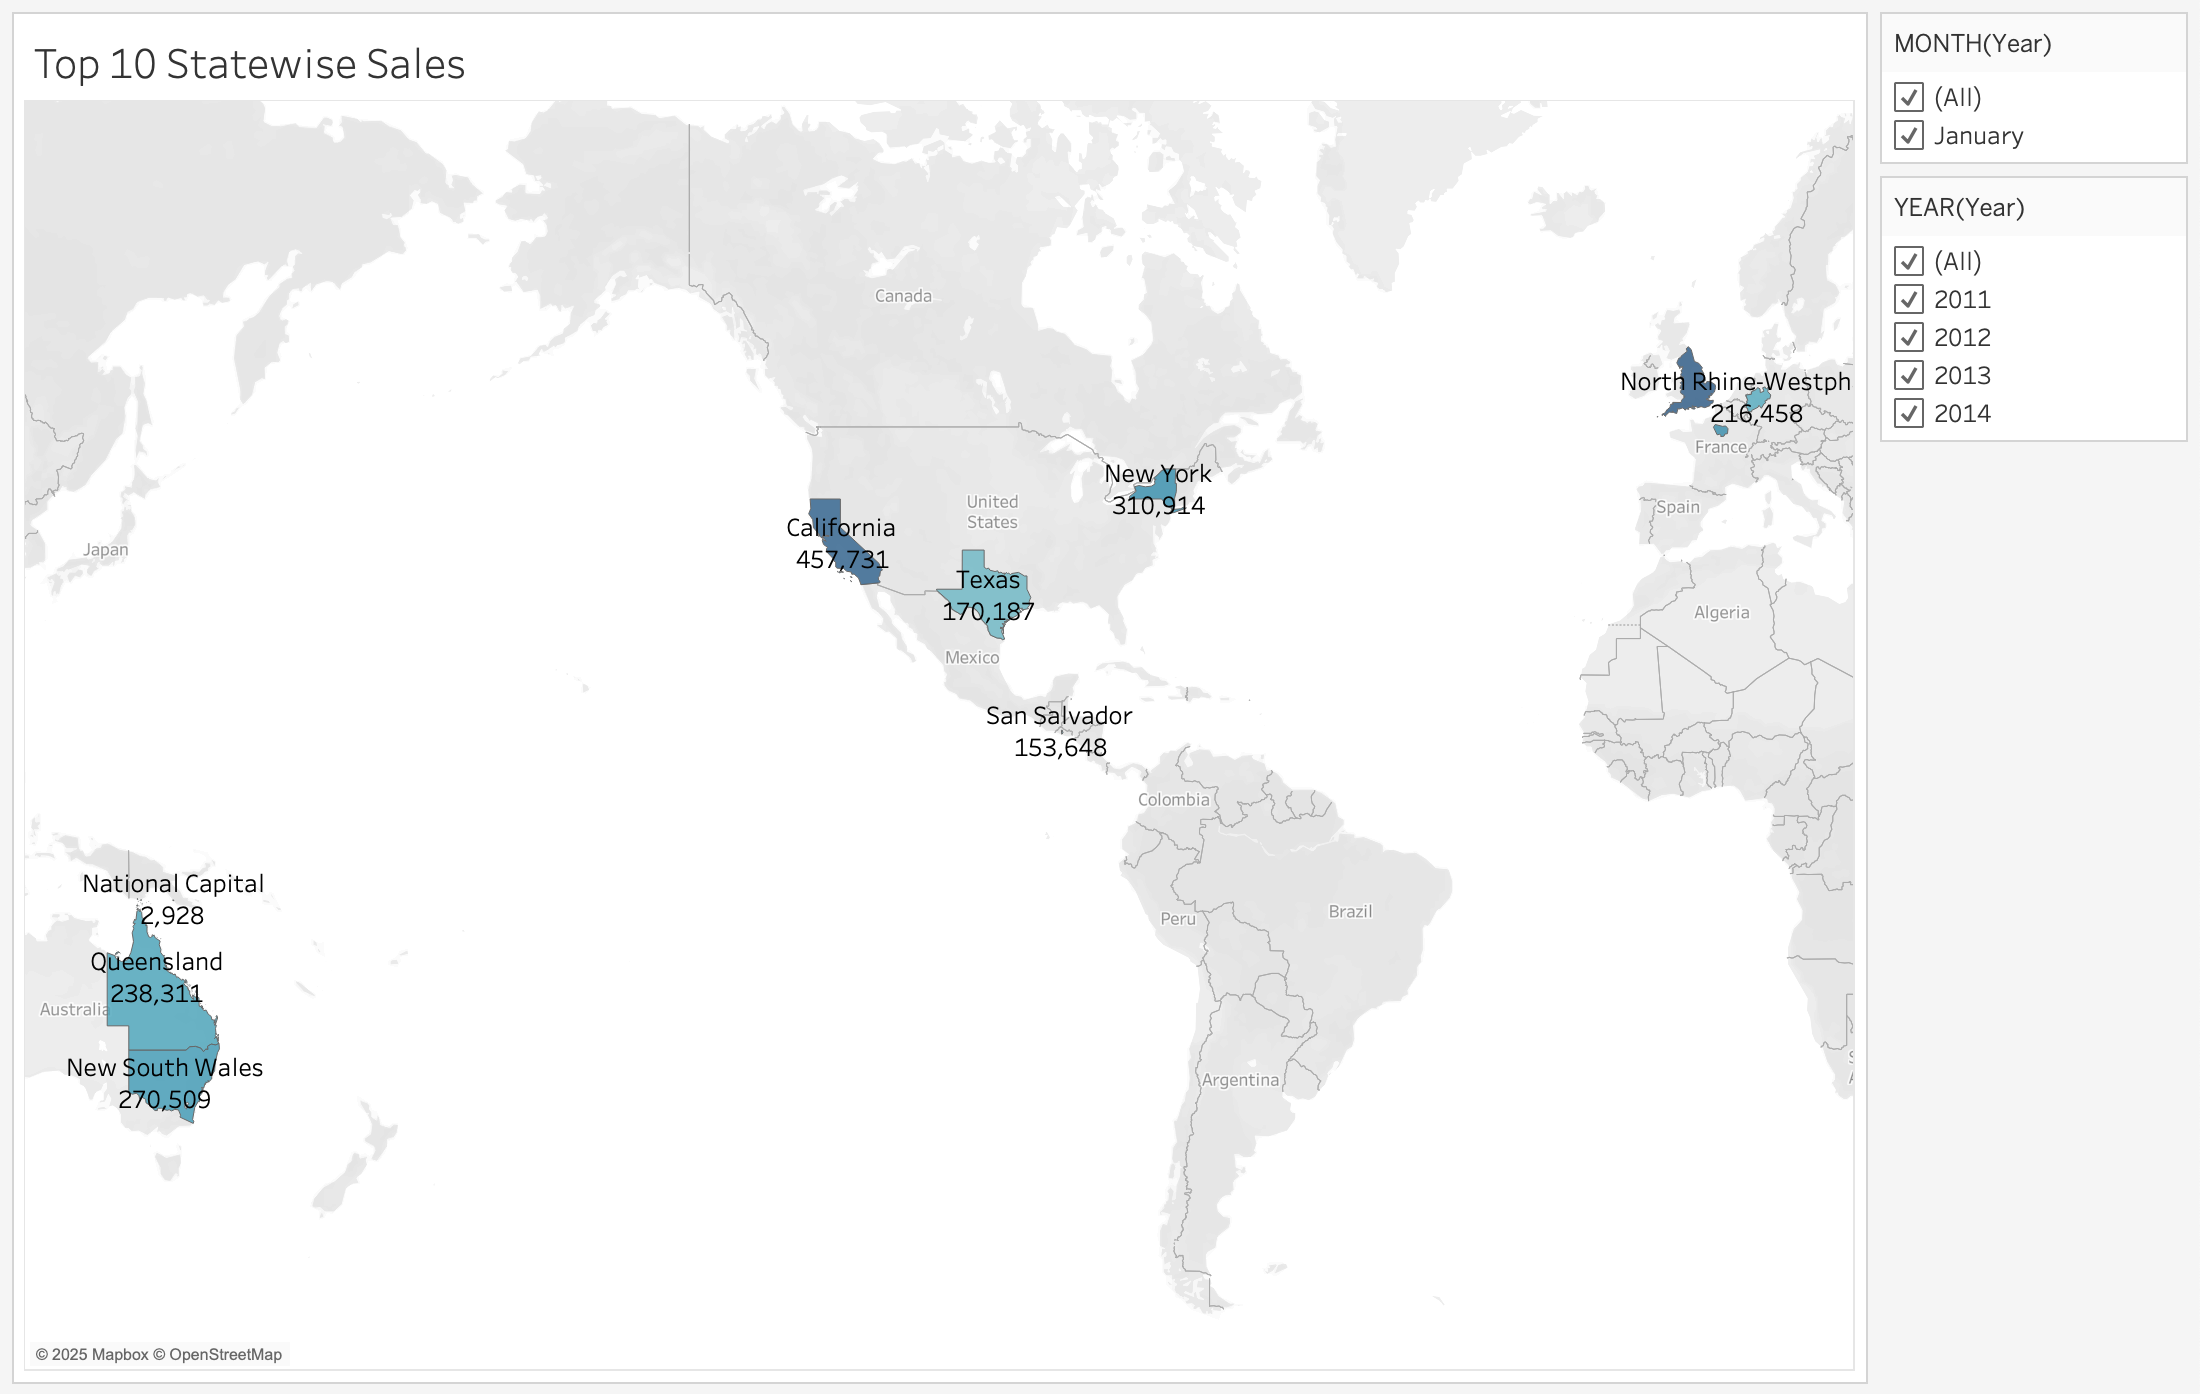 Top 10 Statewise Sales
Canada
United
States
Mexico
Japan
Australia
Colombia
Peru
Brazil
Argentina
France
Spain
Algeria
California
457,731
New York
310,914
Texas
170,187
San Salvador
153,648
North Rhine-Westph
216,458
National Capital
2,928
Queensland
238,311
New South Wales
270,509
© 2025 Mapbox © OpenStreetMap
MONTH(Year)
(All)
January
YEAR(Year)
(All)
2011
2012
2013
2014